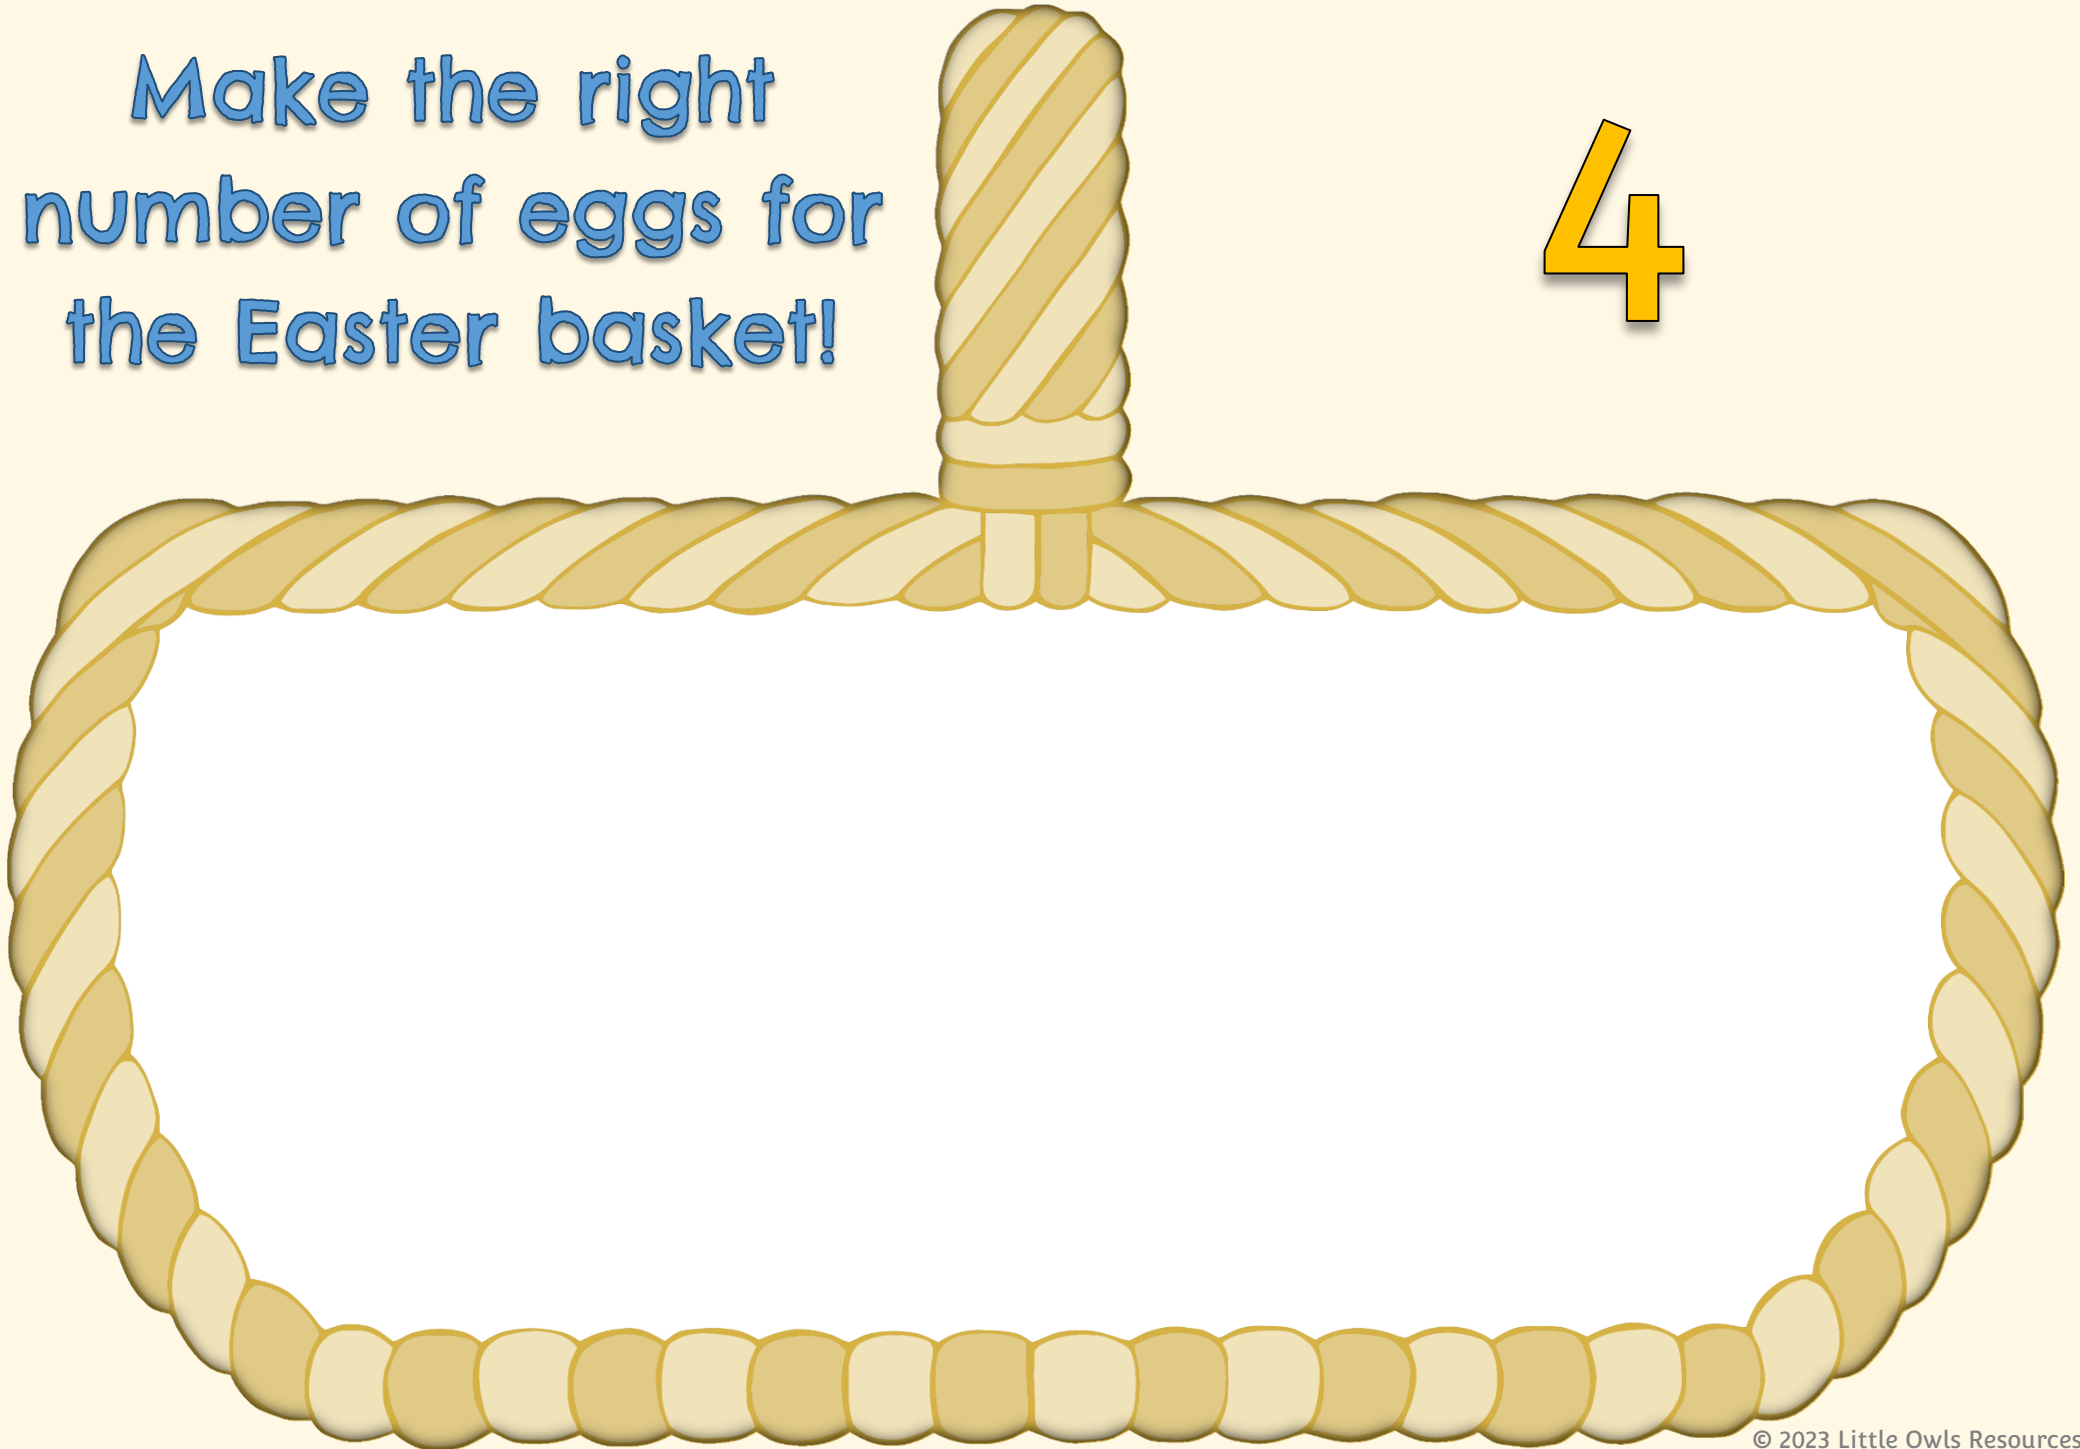 Make the right
number of eggs for
the Easter basket!
4
© 2023 Little Owls Resources